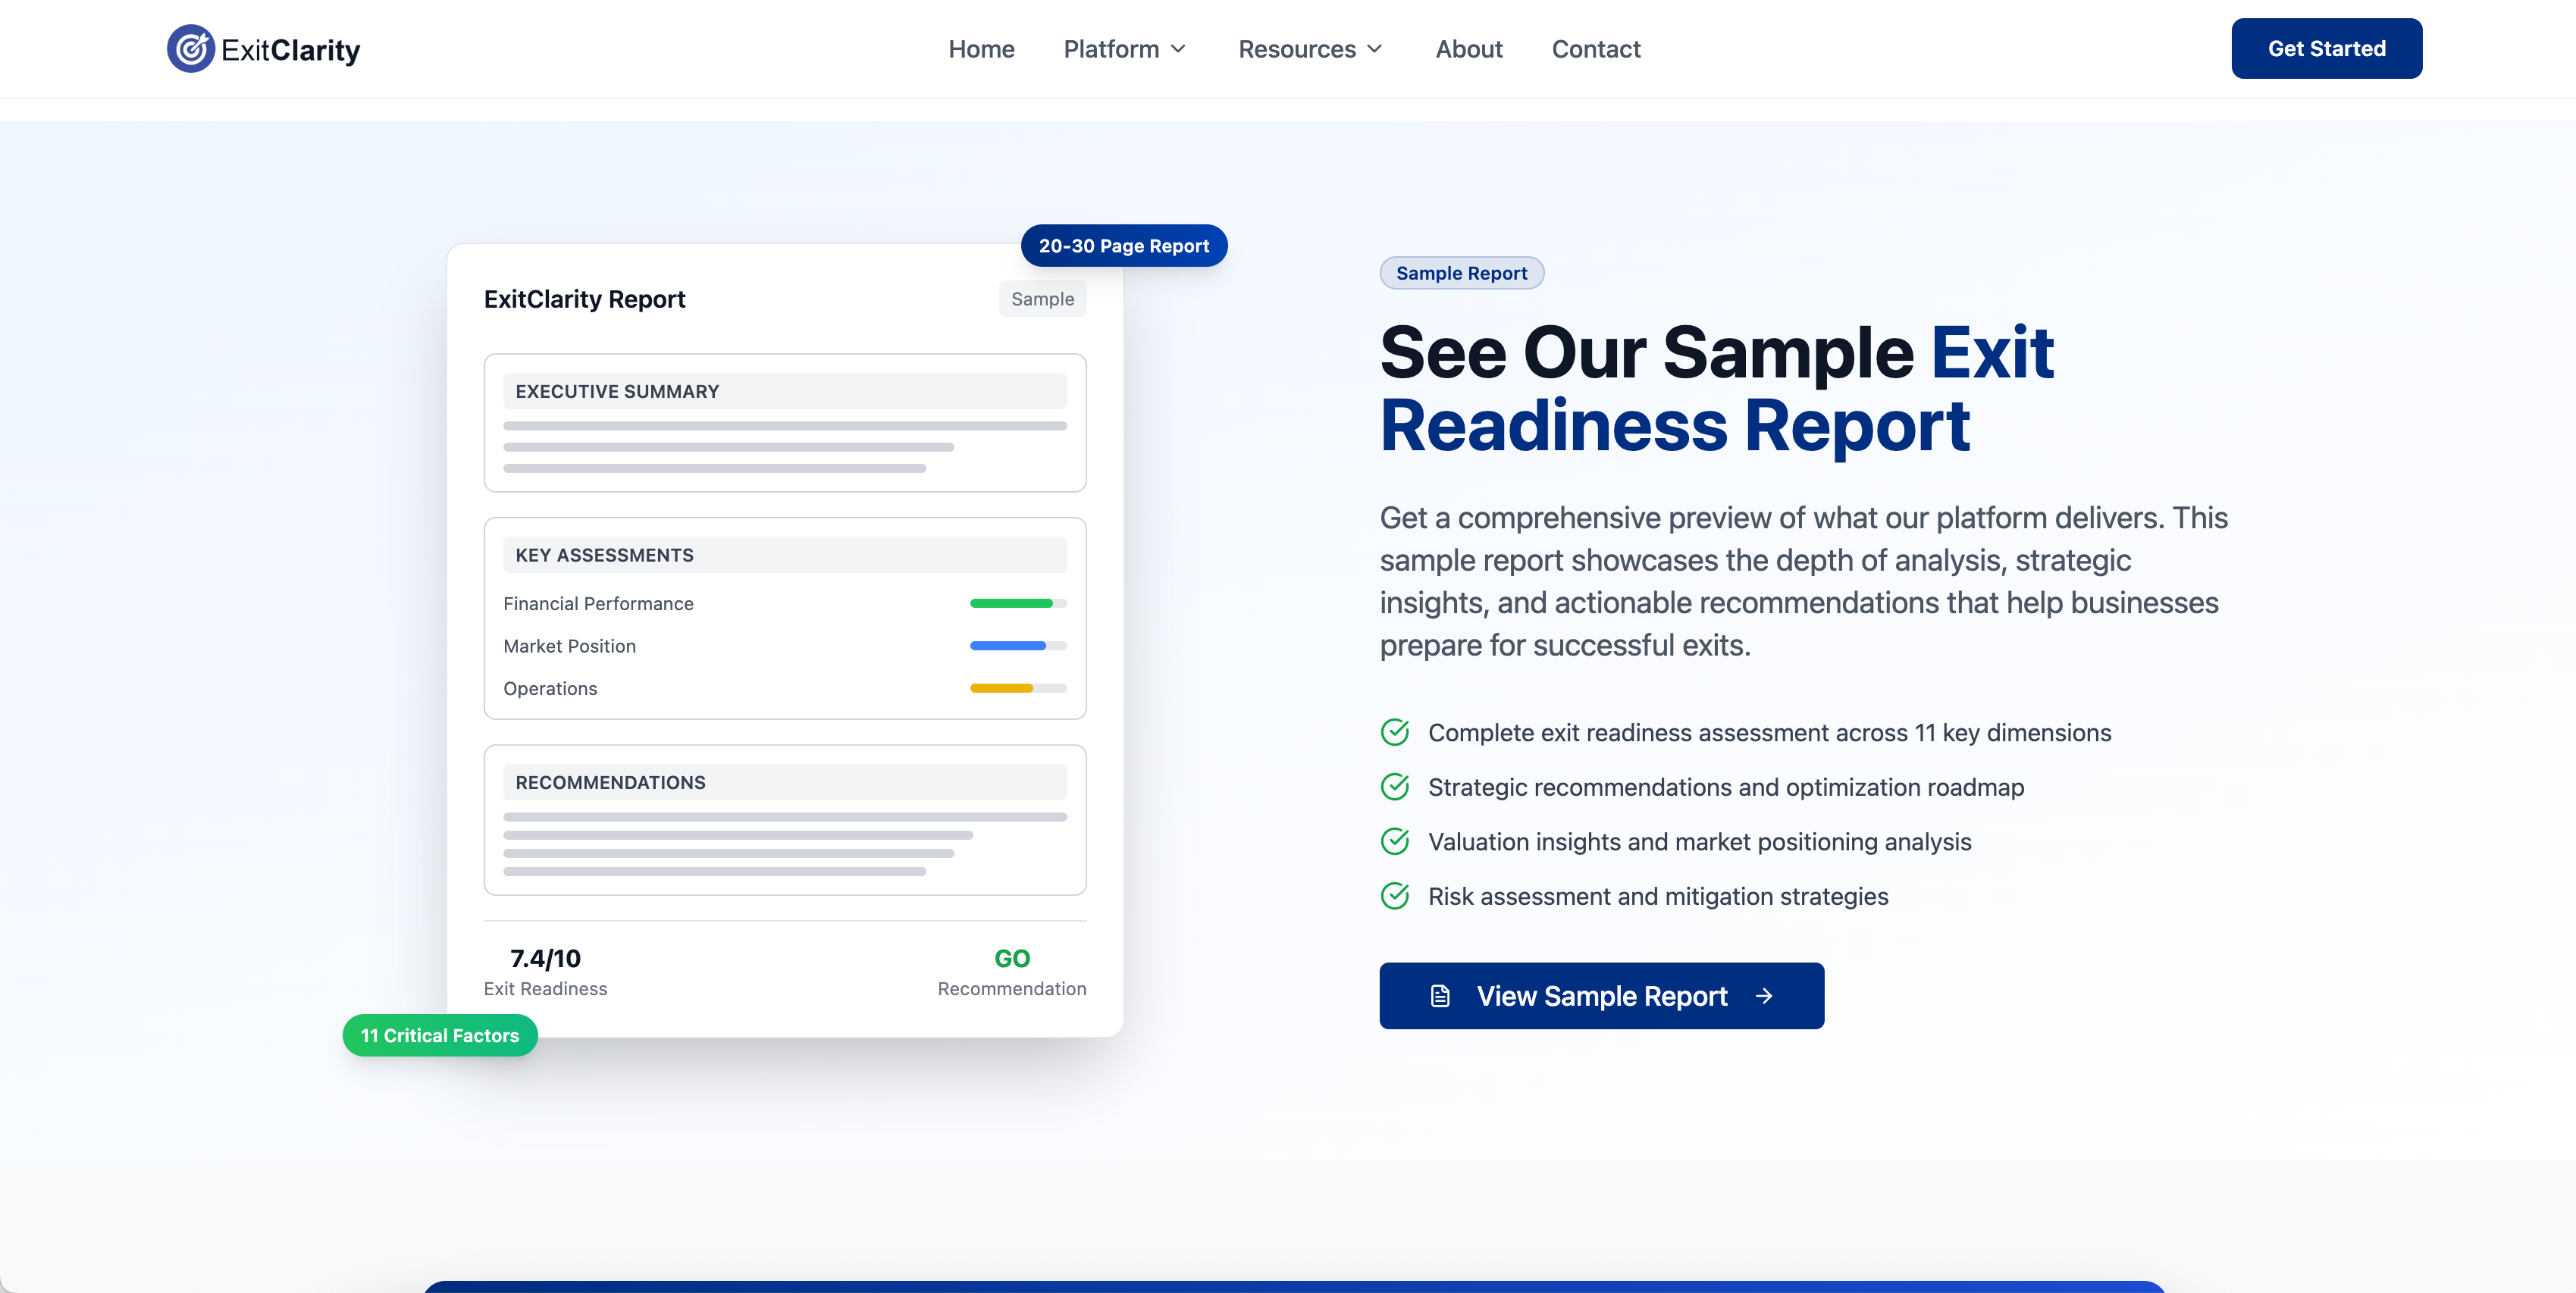 ExitClarity
Home
Platform
Resources
About
Contact
Get Started
20-30 Page Report
ExitClarity Report
Sample
EXECUTIVE SUMMARY
KEY ASSESSMENTS
Financial Performance
Market Position
Operations
RECOMMENDATIONS
7.4/10
Exit Readiness
GO
Recommendation
11 Critical Factors
Sample Report
See Our Sample Exit
Readiness Report
Get a comprehensive preview of what our platform delivers. This
sample report showcases the depth of analysis, strategic
insights, and actionable recommendations that help businesses
prepare for successful exits.
Complete exit readiness assessment across 11 key dimensions
Strategic recommendations and optimization roadmap
Valuation insights and market positioning analysis
Risk assessment and mitigation strategies
View Sample Report